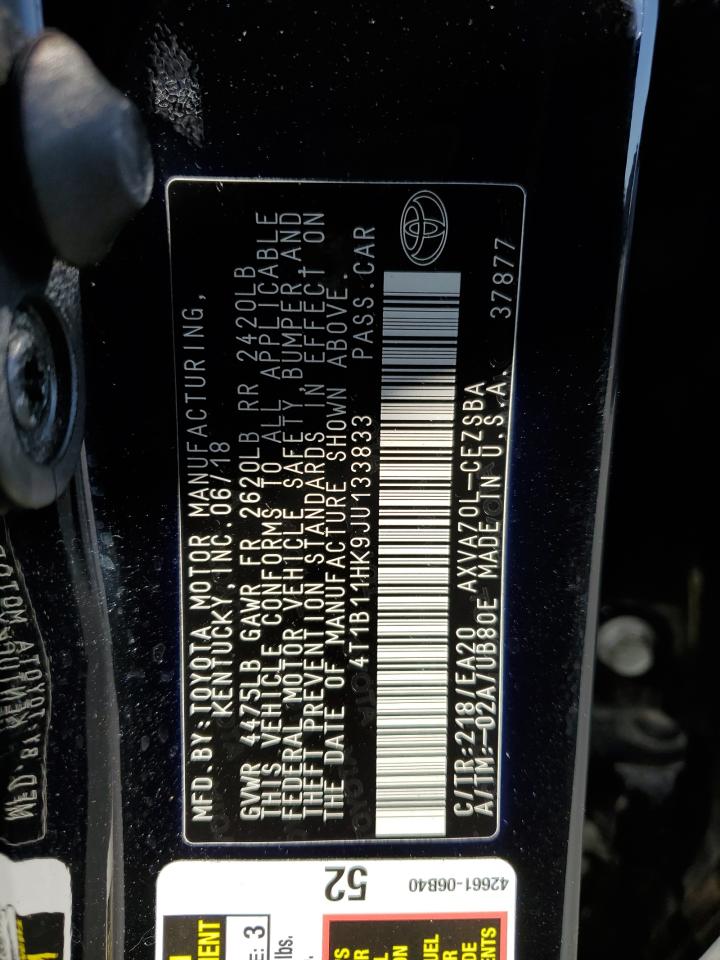 MFD. BY: TOYOTA MOTOR MANUFACTURING,
KENTUCKY, INC. 06/18
GVWR 4475LB GAWR FR 2620LB RR 2420LB
THIS VEHICLE CONFORMS TO ALL APPLICABLE
FEDERAL MOTOR VEHICLE SAFETY, BUMPER, AND
THEFT PREVENTION STANDARDS IN EFFECT ON
THE DATE OF MANUFACTURE SHOWN ABOVE.
4T1B11HK9JU133833 PASS.CAR
C/TR:218/EA20 AXVA70L-CEZSBA
A/TM:-02A/UB80E MADE IN U.S.A.
37877
52
42661-06B40
E: 3
lbs.